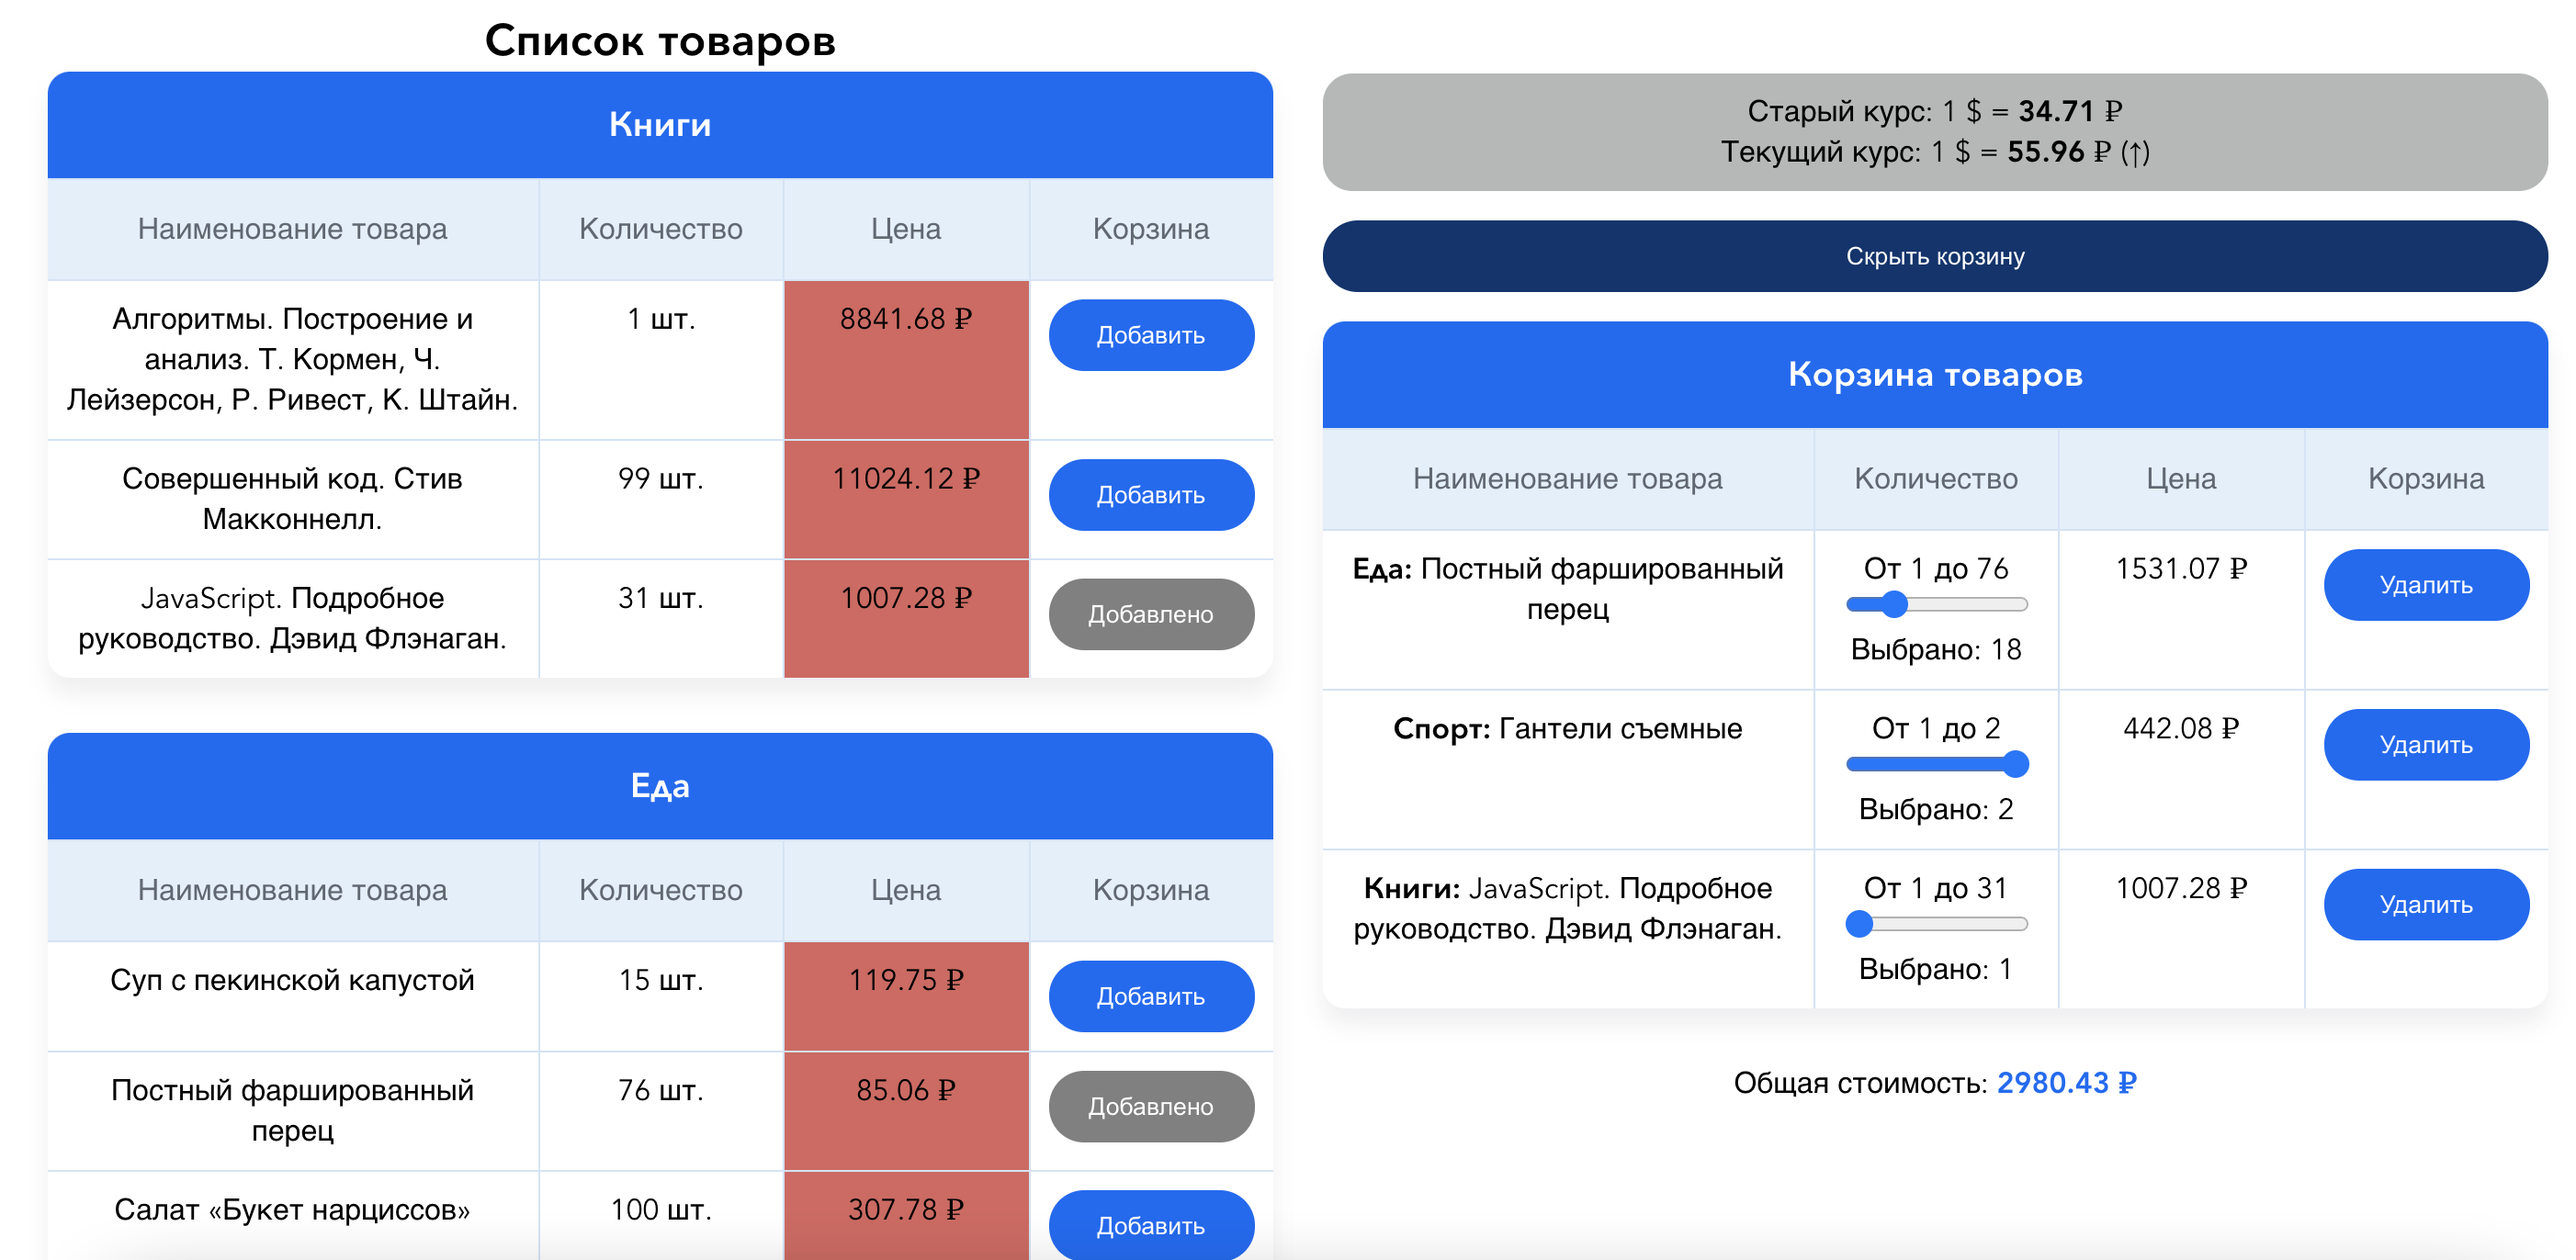 Список товаров
Книги
Наименование товара Количество Цена Корзина
Алгоритмы. Построение и
анализ. Т. Кормен, Ч.
Лейзерсон, Р. Ривест, К. Штайн.
1 шт.
8841.68 ₽
Добавить
Совершенный код. Стив
Макконнелл.
99 шт.
11024.12 ₽
Добавить
JavaScript. Подробное
руководство. Дэвид Флэнаган.
31 шт.
1007.28 ₽
Добавлено
Еда
Наименование товара Количество Цена Корзина
Суп с пекинской капустой
15 шт.
119.75 ₽
Добавить
Постный фаршированный
перец
76 шт.
85.06 ₽
Добавлено
Салат «Букет нарциссов»
100 шт.
307.78 ₽
Добавить
Старый курс: 1 $ = 34.71 ₽
Текущий курс: 1 $ = 55.96 ₽ (↑)
Скрыть корзину
Корзина товаров
Наименование товара Количество Цена Корзина
Еда: Постный фаршированный
перец
От 1 до 76
Выбрано: 18
1531.07 ₽
Удалить
Спорт: Гантели съемные
От 1 до 2
Выбрано: 2
442.08 ₽
Удалить
Книги: JavaScript. Подробное
руководство. Дэвид Флэнаган.
От 1 до 31
Выбрано: 1
1007.28 ₽
Удалить
Общая стоимость: 2980.43 ₽